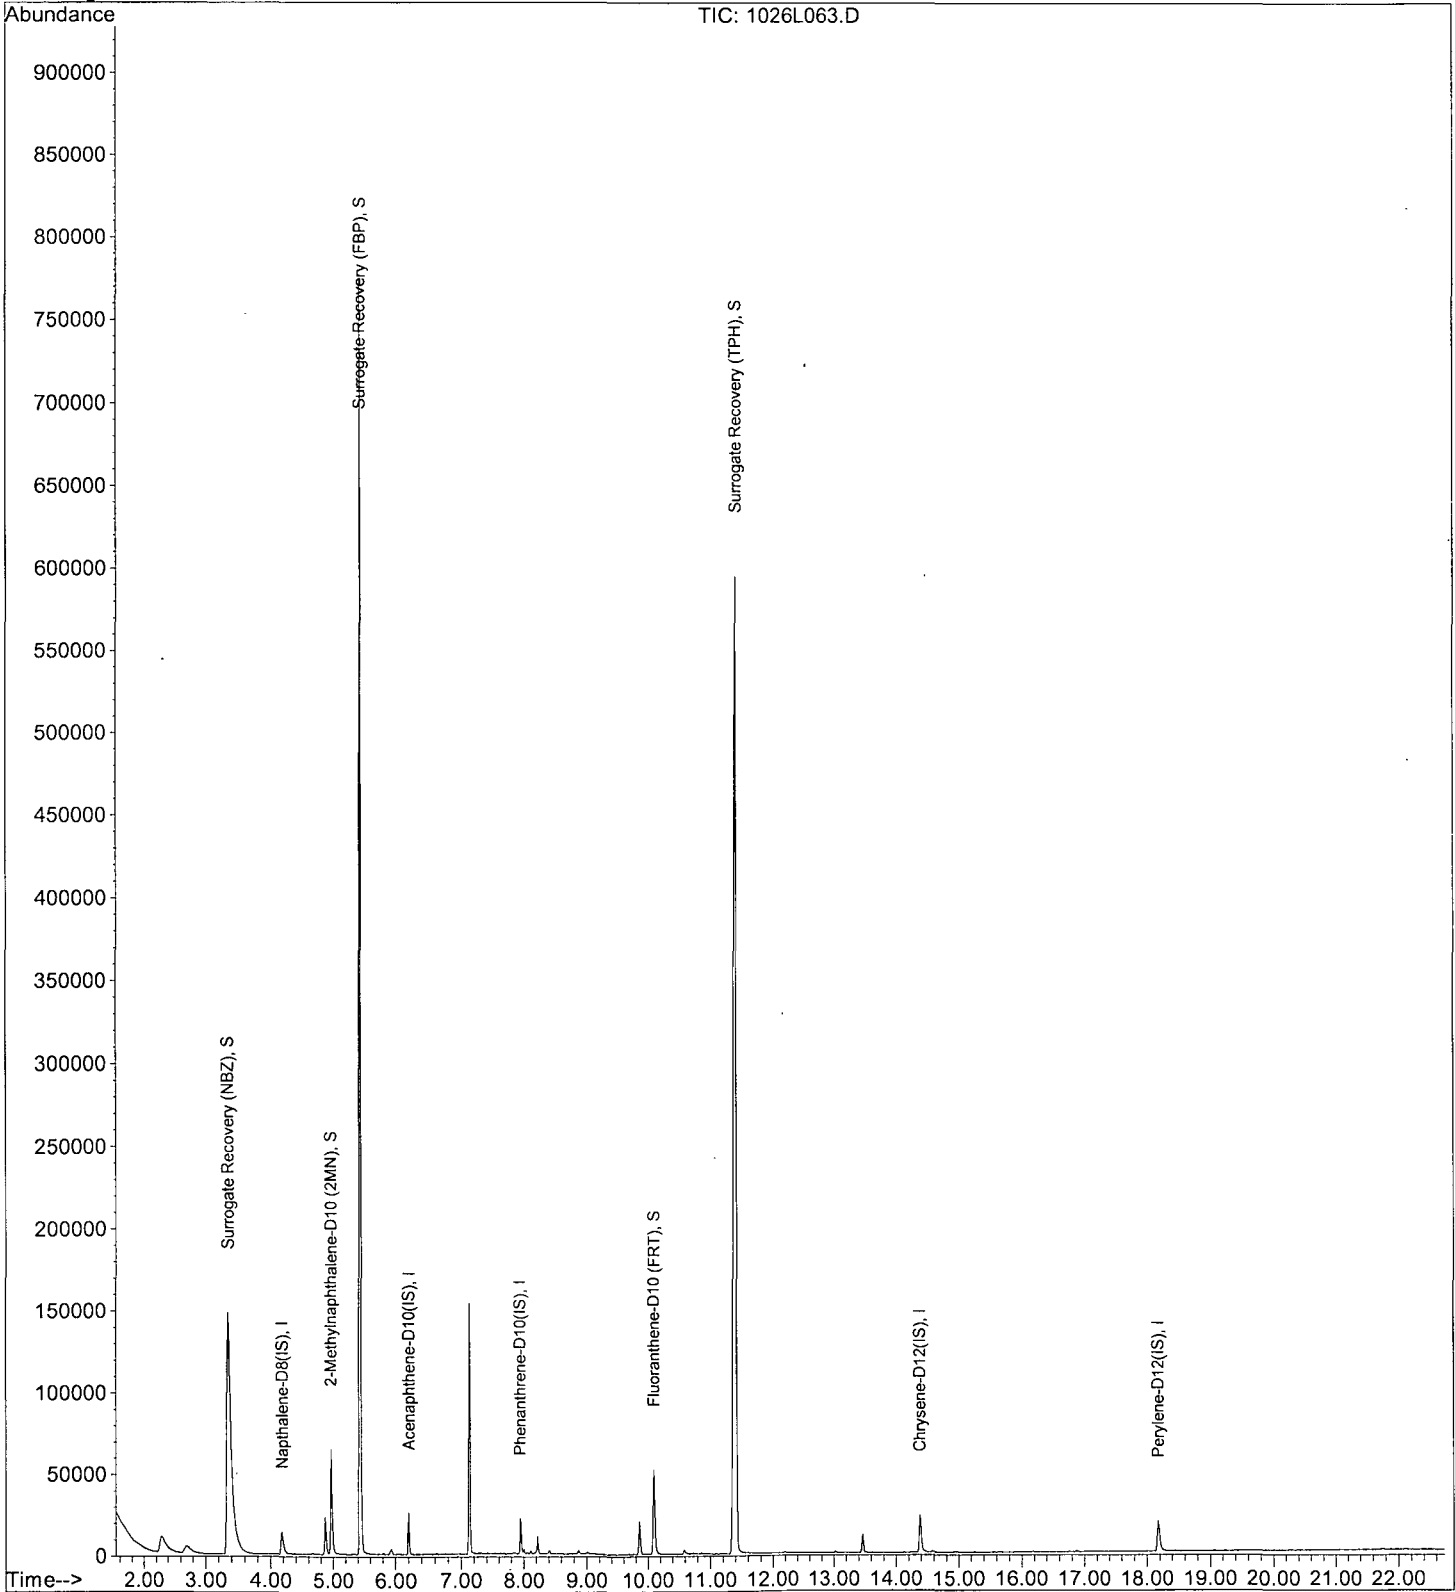 Abundance
TIC: 1026L063.D
900000
850000
800000
750000
700000
650000
600000
550000
500000
450000
400000
350000
300000
250000
200000
150000
100000
50000
0
Surrogate Recovery (NBZ), S
Napthalene-D8(IS), I
2-Methylnaphthalene-D10 (2MN), S
Surrogate Recovery (FBP), S
Acenaphthene-D10(IS), I
Phenanthrene-D10(IS), I
Fluoranthene-D10 (FRT), S
Surrogate Recovery (TPH), S
Chrysene-D12(IS), I
Perylene-D12(IS), I
Time--> 2.00 3.00 4.00 5.00 6.00 7.00 8.00 9.00 10.00 11.00 12.00 13.00 14.00 15.00 16.00 17.00 18.00 19.00 20.00 21.00 22.00